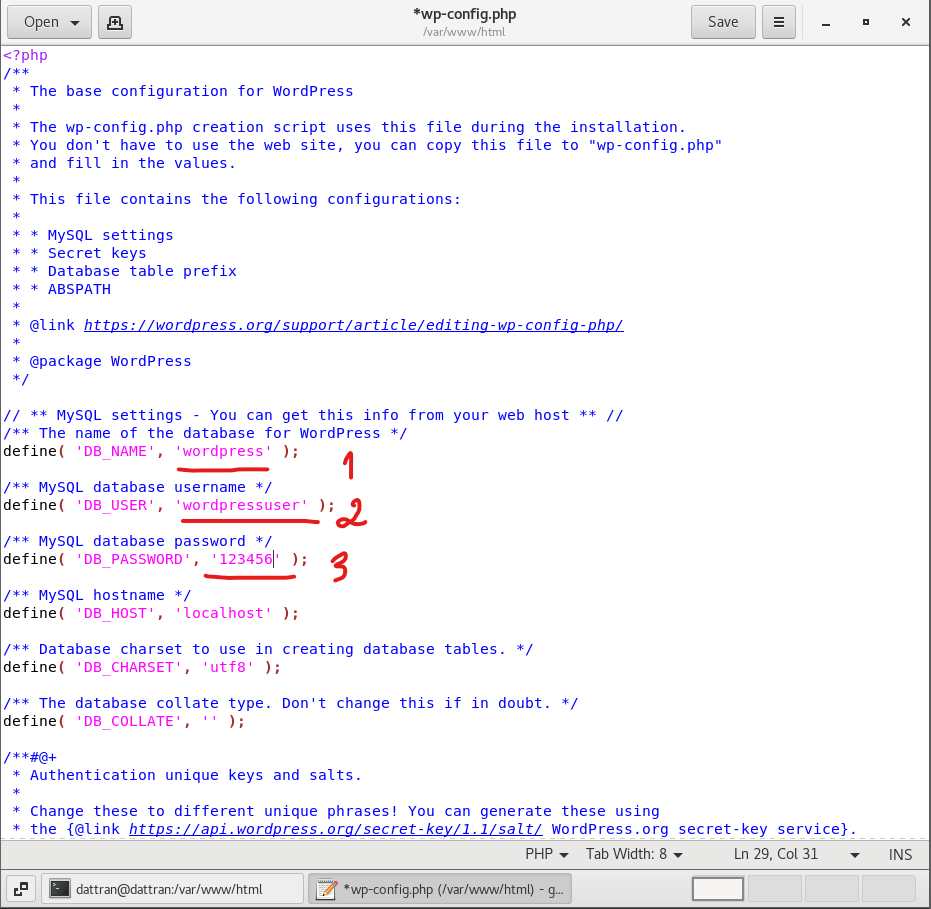 Open
*wp-config.php
/var/www/html
Save
<?php
/**
 * The base configuration for WordPress
 *
 * The wp-config.php creation script uses this file during the installation.
 * You don't have to use the web site, you can copy this file to "wp-config.php"
 * and fill in the values.
 *
 * This file contains the following configurations:
 *
 * * MySQL settings
 * * Secret keys
 * * Database table prefix
 * * ABSPATH
 *
 * @link https://wordpress.org/support/article/editing-wp-config-php/
 *
 * @package WordPress
 */
// ** MySQL settings - You can get this info from your web host ** //
/** The name of the database for WordPress */
define( 'DB_NAME', 'wordpress' ); 1
/** MySQL database username */
define( 'DB_USER', 'wordpressuser' ); 2
/** MySQL database password */
define( 'DB_PASSWORD', '123456' ); 3
/** MySQL hostname */
define( 'DB_HOST', 'localhost' );
/** Database charset to use in creating database tables. */
define( 'DB_CHARSET', 'utf8' );
/** The database collate type. Don't change this if in doubt. */
define( 'DB_COLLATE', '' );
/**#@+
 * Authentication unique keys and salts.
 *
 * Change these to different unique phrases! You can generate these using
 * the {@link https://api.wordpress.org/secret-key/1.1/salt/ WordPress.org secret-key service}.
PHP Tab Width: 8 Ln 29, Col 31 INS
dattran@dattran:/var/www/html *wp-config.php (/var/www/html) - g...